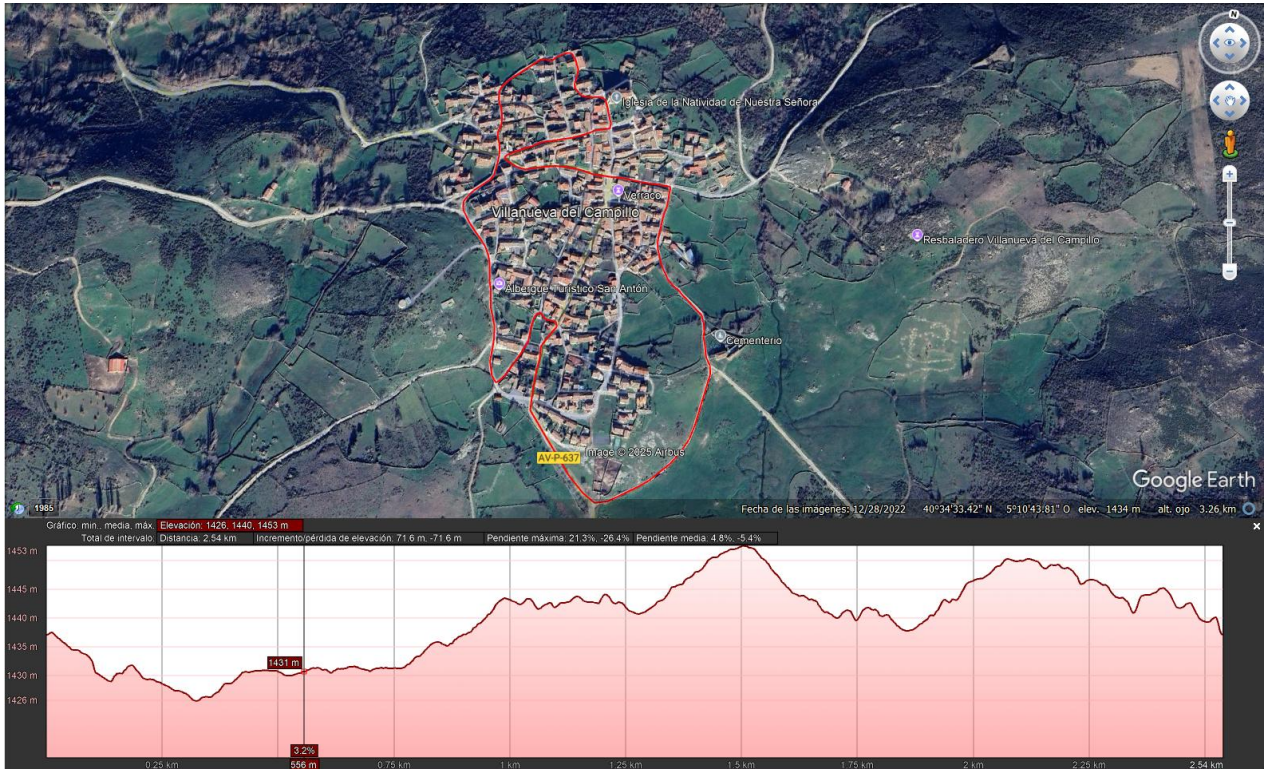 N
Iglesia de la Natividad de Nuestra Señora
Verraco
Villanueva del Campillo
Resbaladero Villanueva del Campillo
Albergue Turístico San Antón
Cementerio
AV-P-637
Image © 2025 Airbus
Google Earth
1985
Fecha de las imágenes: 12/28/2022 40°34'33.42" N 5°10'43.81" O elev. 1434 m alt. ojo 3.26 km
Gráfico: min., media, máx. Elevación: 1426, 1440, 1453 m
Total de intervalo: Distancia: 2.54 km Incremento/pérdida de elevación: 71.6 m, -71.6 m Pendiente máxima: 21.3%, -26.4% Pendiente media: 4.8%, -5.4%
1453 m
1445 m
1440 m
1435 m
1431 m
1430 m
1426 m
3.2%
0.25 km 556 m 0.75 km 1 km 1.25 km 1.5 km 1.75 km 2 km 2.25 km 2.54 km